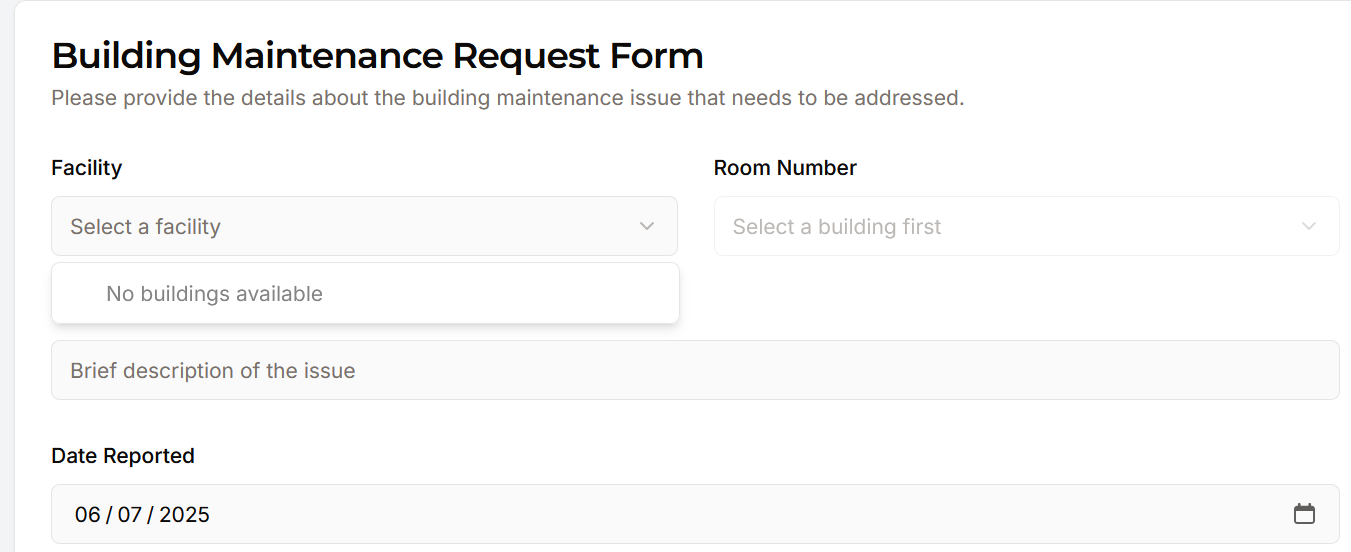 Building Maintenance Request Form
Please provide the details about the building maintenance issue that needs to be addressed.
Facility
Room Number
Select a facility
Select a building first
No buildings available
Brief description of the issue
Date Reported
06 / 07 / 2025